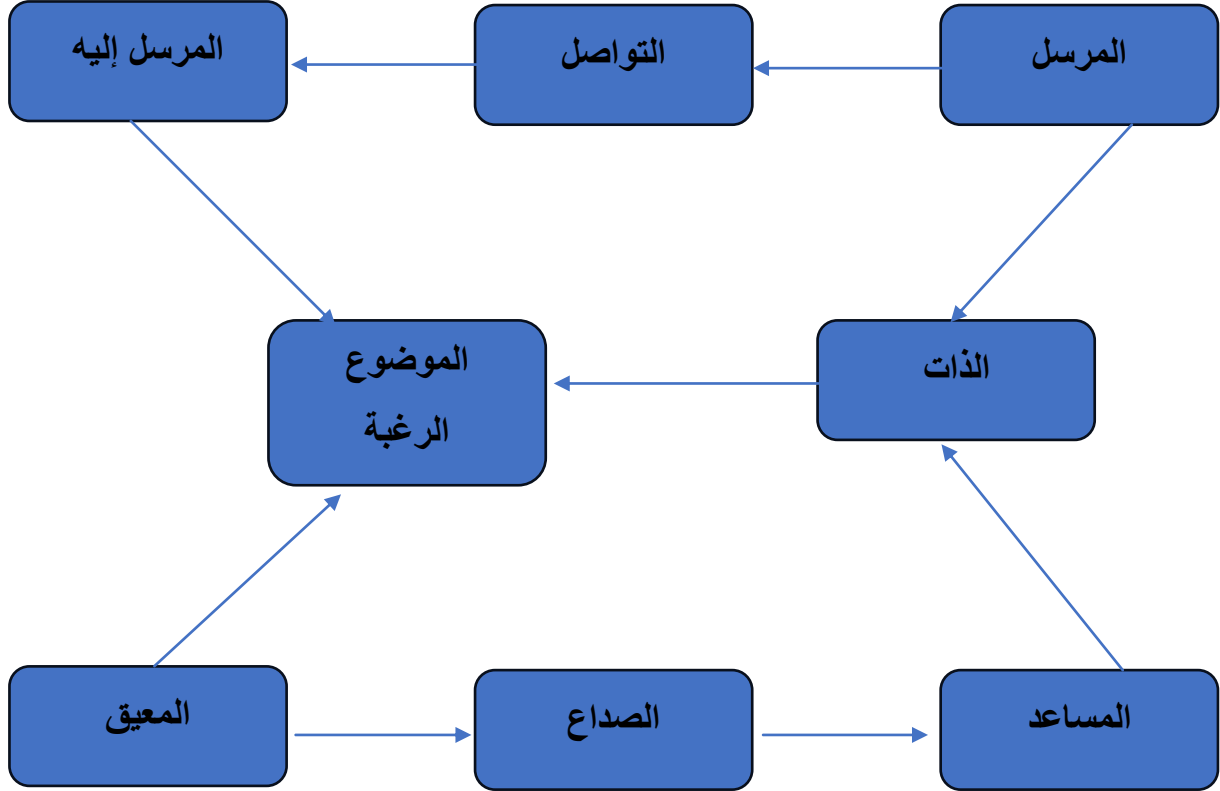 المرسل
التواصل
المرسل إليه
الذات
الموضوع
الرغبة
المساعد
الصداع
المعيق